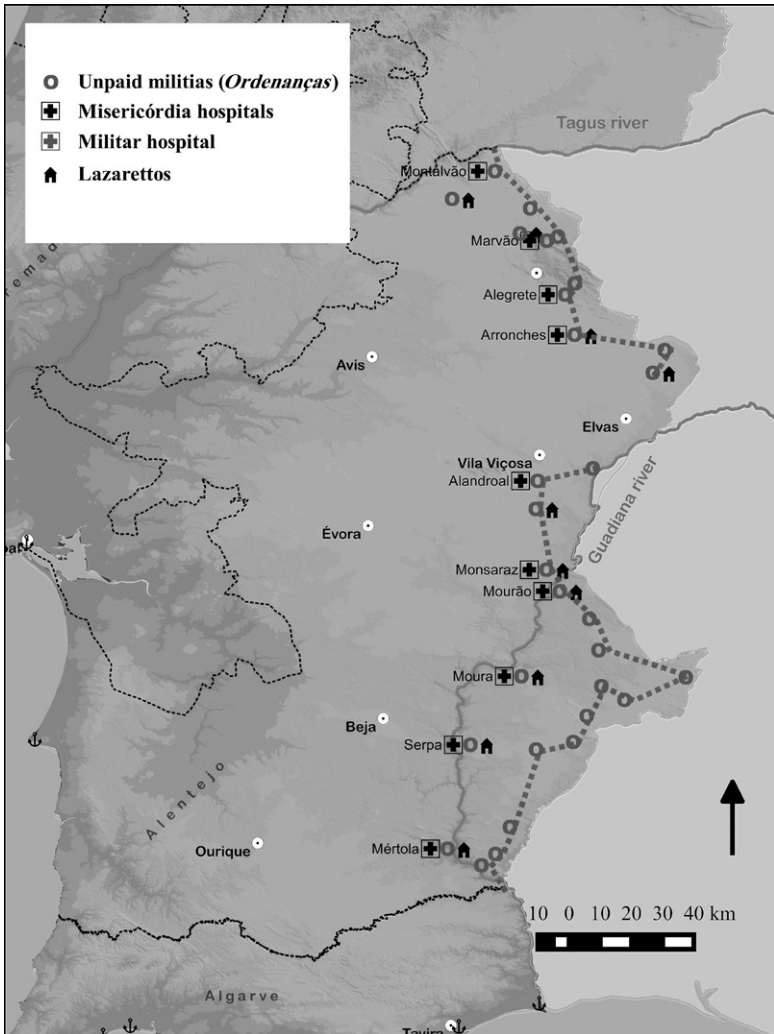 Unpaid militias (Ordenanças)
Misericórdia hospitals
Militar hospital
Lazarettos
Tagus river
Montalvão
Marvão
Alegrete
Arronches
Avis
Elvas
Vila Viçosa
Alandroal
Guadiana river
Évora
Monsaraz
Mourão
Moura
Beja
Serpa
Alentejo
Ourique
Mértola
10 0 10 20 30 40 km
Algarve
Tavira